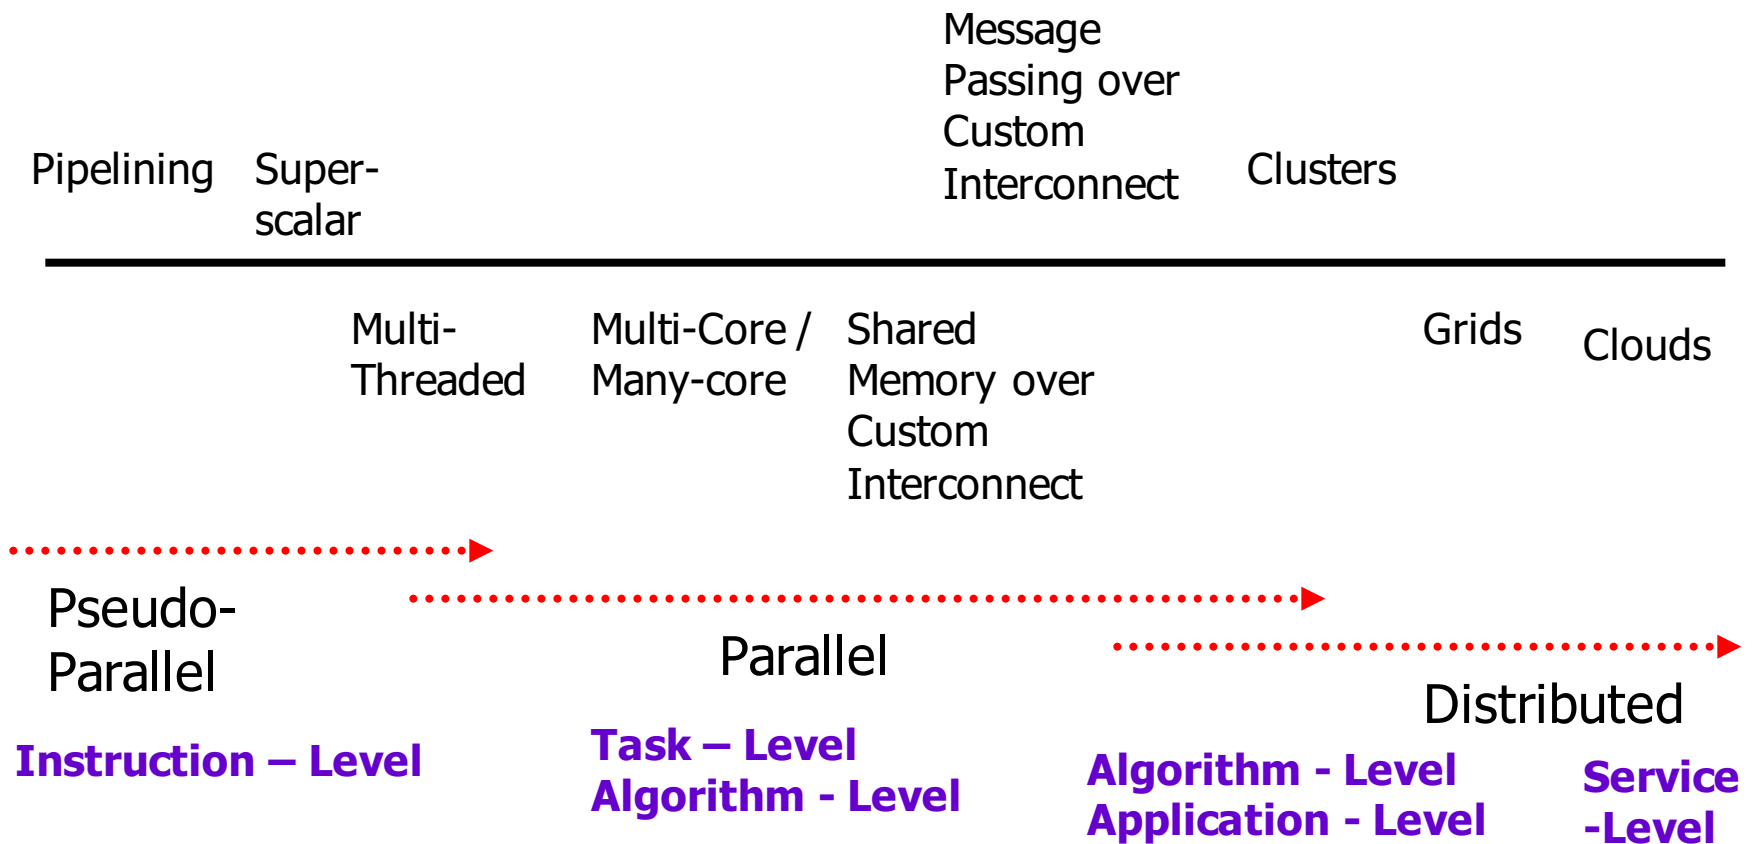 Message
Passing over
Custom
Interconnect
Pipelining
Super-
scalar
Clusters
Multi-
Threaded
Multi-Core /
Many-core
Shared
Memory over
Custom
Interconnect
Grids
Clouds
Pseudo-
Parallel
Parallel
Distributed
Instruction – Level
Task – Level
Algorithm - Level
Algorithm - Level
Application - Level
Service
-Level